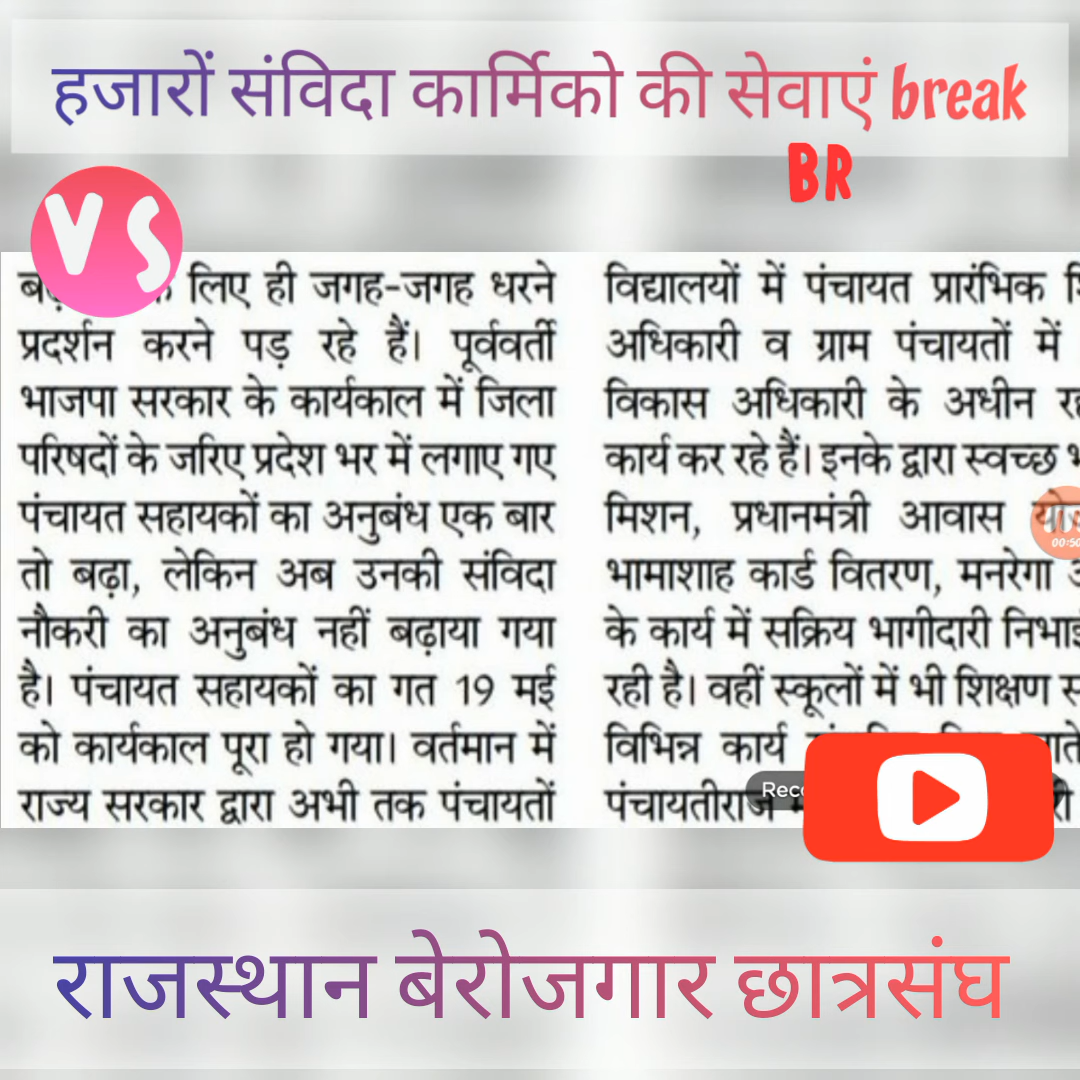 हजारों संविदा कार्मिको की सेवाएं break
BR
VS
लिए ही जगह-जगह धरने
प्रदर्शन करने पड़ रहे हैं। पूर्ववर्ती
भाजपा सरकार के कार्यकाल में जिला
परिषदों के जरिए प्रदेश भर में लगाए गए
पंचायत सहायकों का अनुबंध एक बार
तो बढ़ा, लेकिन अब उनकी संविदा
नौकरी का अनुबंध नहीं बढ़ाया गया
है। पंचायत सहायकों का गत 19 मई
को कार्यकाल पूरा हो गया। वर्तमान में
राज्य सरकार द्वारा अभी तक पंचायतों
विद्यालयों में पंचायत प्रारंभिक
अधिकारी व ग्राम पंचायतों में
विकास अधिकारी के अधीन
कार्य कर रहे हैं। इनके द्वारा स्वच्छ
मिशन, प्रधानमंत्री आवास
भामाशाह कार्ड वितरण, मनरेगा
के कार्य में सक्रिय भागीदारी
रही है। वहीं स्कूलों में भी शिक्षण
विभिन्न कार्य
पंचायतीराज
राजस्थान बेरोजगार छात्रसंघ